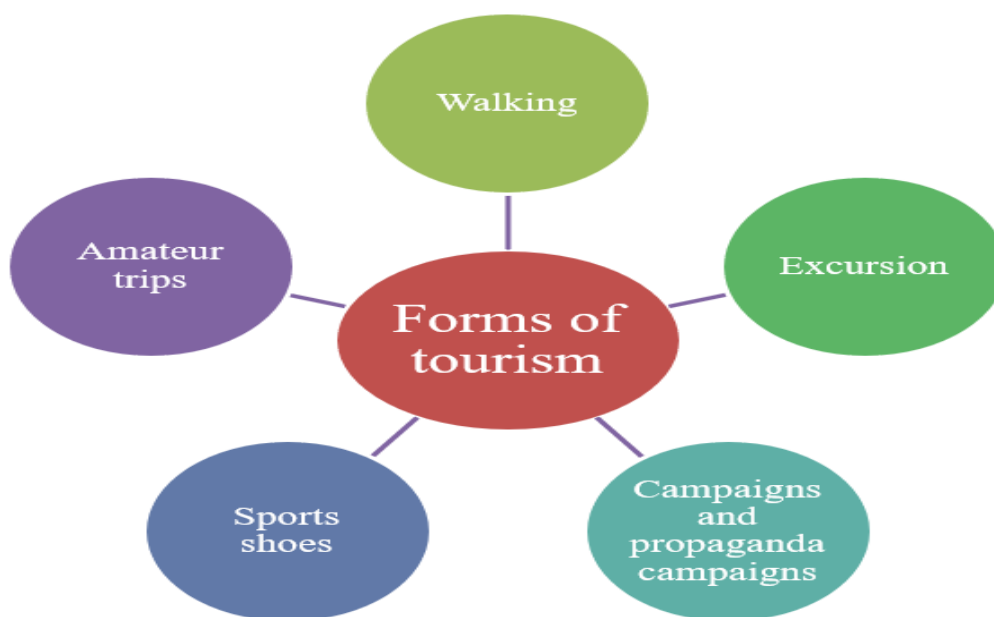 Walking
Amateur
trips
Excursion
Forms of
tourism
Sports
shoes
Campaigns
and
propaganda
campaigns